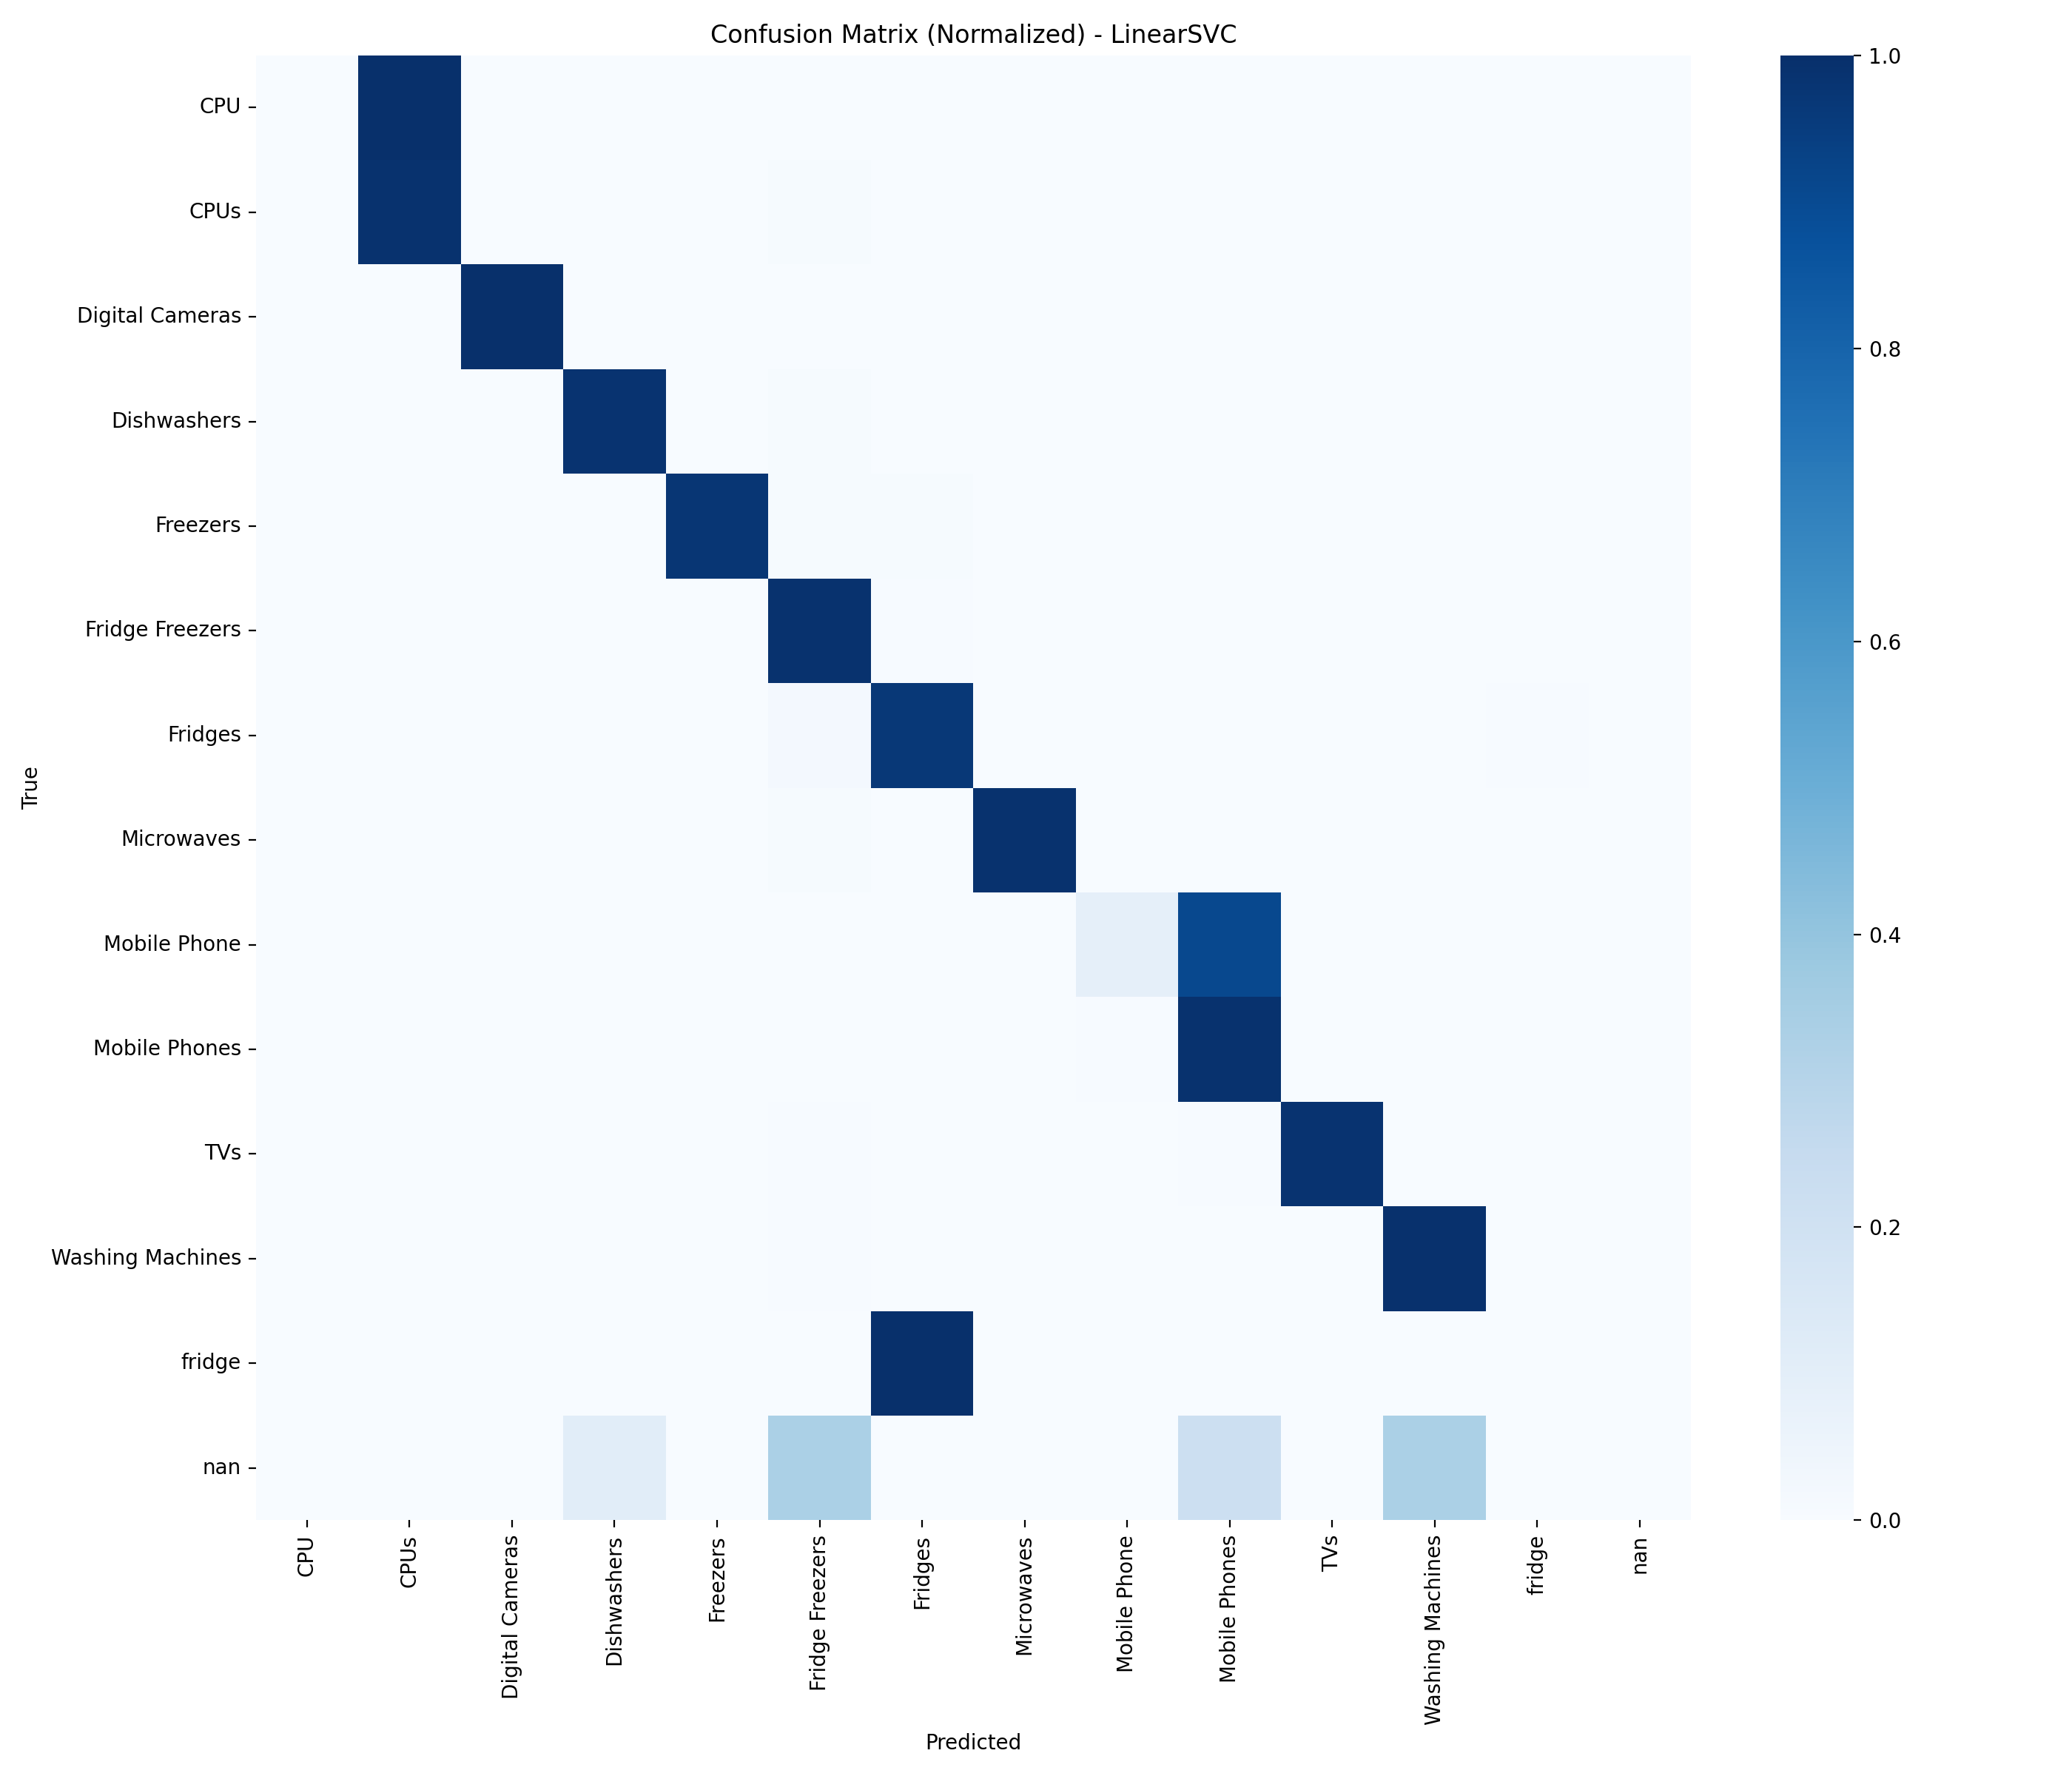 Confusion Matrix (Normalized) - LinearSVC
True
CPU
CPUs
Digital Cameras
Dishwashers
Freezers
Fridge Freezers
Fridges
Microwaves
Mobile Phone
Mobile Phones
TVs
Washing Machines
fridge
nan
CPU
CPUs
Digital Cameras
Dishwashers
Freezers
Fridge Freezers
Fridges
Microwaves
Mobile Phone
Mobile Phones
TVs
Washing Machines
fridge
nan
Predicted
1.0
0.8
0.6
0.4
0.2
0.0